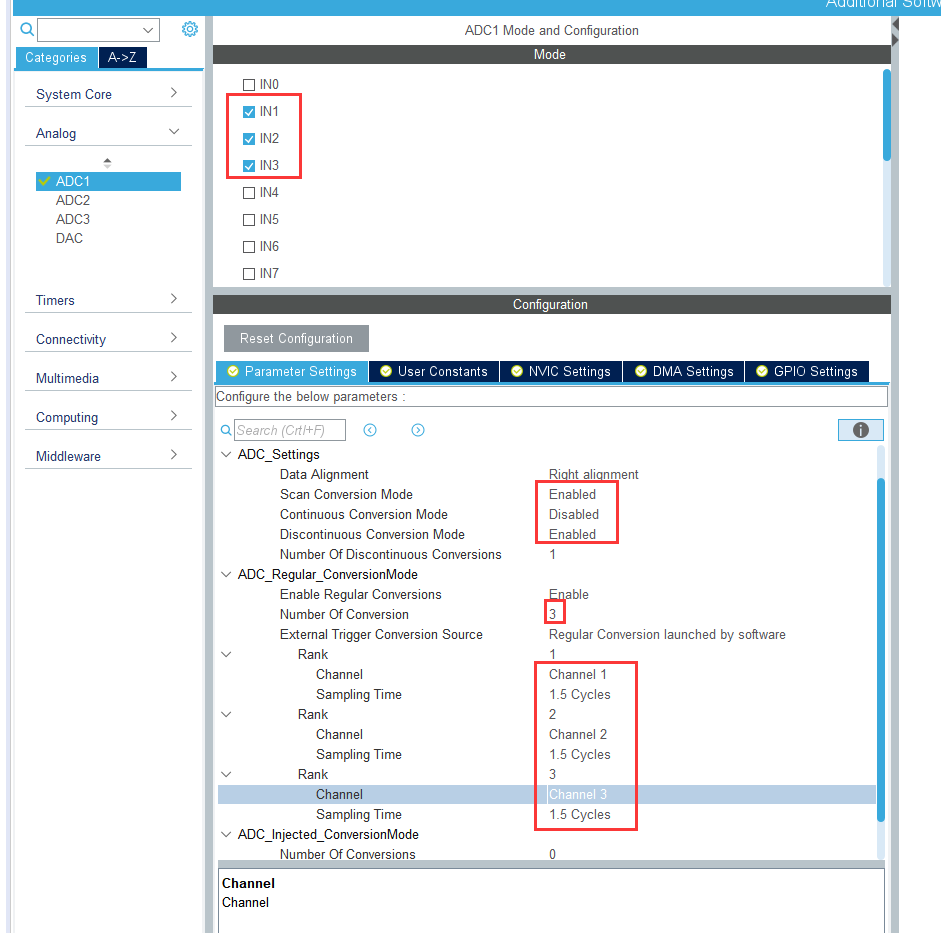 Additional Softw
ADC1 Mode and Configuration
Categories A->Z
Mode
System Core
Analog
ADC1
ADC2
ADC3
DAC
Timers
Connectivity
Multimedia
Computing
Middleware
IN0
IN1
IN2
IN3
IN4
IN5
IN6
IN7
Configuration
Reset Configuration
Parameter Settings User Constants NVIC Settings DMA Settings GPIO Settings
Configure the below parameters :
Search (Crtl+F)
ADC_Settings
Data Alignment Right alignment
Scan Conversion Mode Enabled
Continuous Conversion Mode Disabled
Discontinuous Conversion Mode Enabled
Number Of Discontinuous Conversions 1
ADC_Regular_ConversionMode
Enable Regular Conversions Enable
Number Of Conversion 3
External Trigger Conversion Source Regular Conversion launched by software
Rank 1
Channel Channel 1
Sampling Time 1.5 Cycles
Rank 2
Channel Channel 2
Sampling Time 1.5 Cycles
Rank 3
Channel Channel 3
Sampling Time 1.5 Cycles
ADC_Injected_ConversionMode
Number Of Conversions 0
Channel
Channel